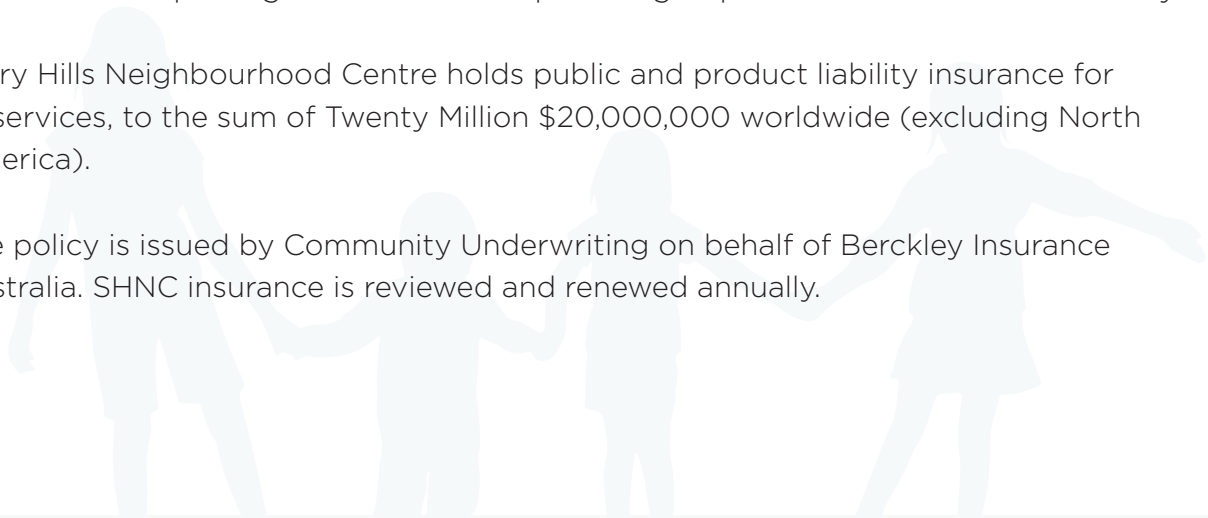 ry Hills Neighbourhood Centre holds public and product liability insurance for
services, to the sum of Twenty Million $20,000,000 worldwide (excluding North
erica).
e policy is issued by Community Underwriting on behalf of Berckley Insurance
stralia. SHNC insurance is reviewed and renewed annually.